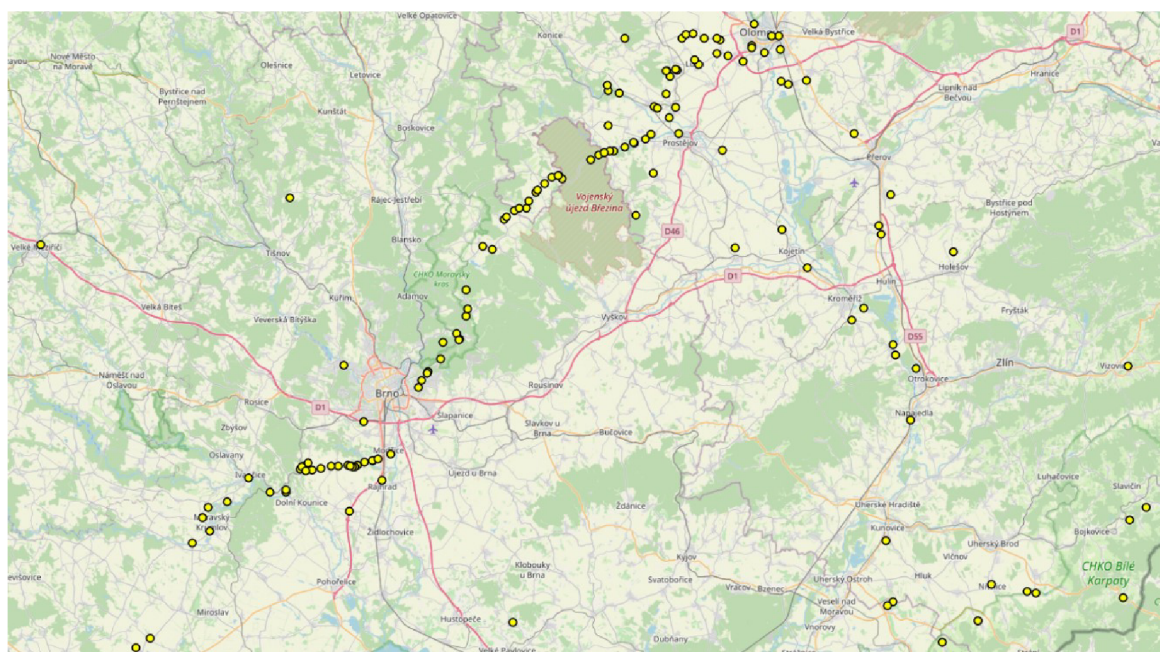 Velké Opatovice
Konice
Olomouc
Velká Bystřice
D1
Nové Město
na Moravě
Olešnice
Letovice
Hranice
Bystřice nad
Pernštejnem
Lipník nad
Bečvou
Kunštát
Boskovice
Prostějov
Přerov
Rájec-Jestřebí
Vojenský
újezd Březina
Bystřice pod
Hostýnem
D46
Blansko
Velké Meziříčí
Tišnov
Kojetín
Holešov
CHKO Moravský
kras
D1
Hulín
Adamov
Kuřim
Kroměříž
Velká Bíteš
Veverská Bítýška
Vyškov
Fryšták
D55
Zlín
Vizovice
Náměšť nad
Oslavou
Otrokovice
Rousínov
Brno
Rosice
D1
Šlapanice
Napajedla
Zbýšov
Slavkov u
Brna
Bučovice
Oslavany
Modřice
Ivančice
Újezd u Brna
Luhačovice
Rajhrad
Slavičín
Dolní Kounice
Ždánice
Uherské Hradiště
Moravský
Krumlov
Židlochovice
Kunovice
Bojkovice
Uherský Brod
Kyjov
Vlčnov
Klobouky
u Brna
CHKO Bílé
Karpaty
Pohořelice
Svatobořice
Uherský Ostroh
Hluk
Vracov
Bzenec
Nivnice
Veselí nad
Moravou
Miroslav
Hustopeče
Vnorovy
Dubňany
Velké Pavlovice